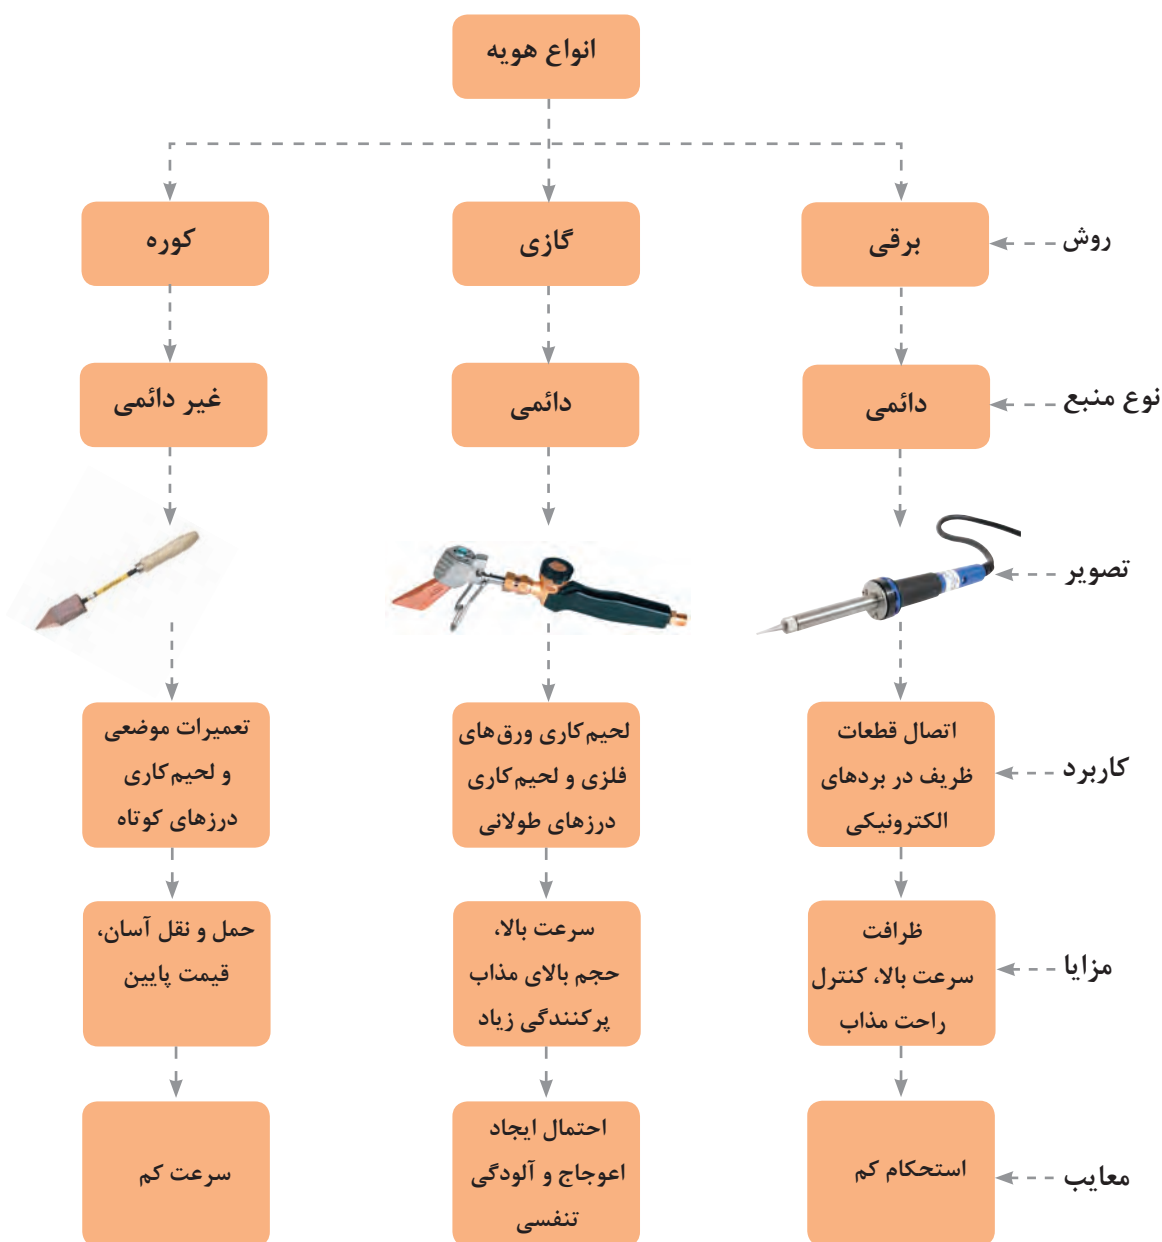 انواع هویه
روش
برقی
گازی
کوره
نوع منبع
دائمی
دائمی
غیر دائمی
تصویر
کاربرد
اتصال قطعات
ظریف در بردهای
الکترونیکی
لحیم‌کاری ورق‌های
فلزی و لحیم‌کاری
درزهای طولانی
تعمیرات موضعی
و لحیم‌کاری
درزهای کوتاه
مزایا
ظرافت
سرعت بالا، کنترل
راحت مذاب
سرعت بالا،
حجم بالای مذاب
پرکنندگی زیاد
حمل و نقل آسان،
قیمت پایین
معایب
استحکام کم
احتمال ایجاد
اعوجاج و آلودگی
تنفسی
سرعت کم